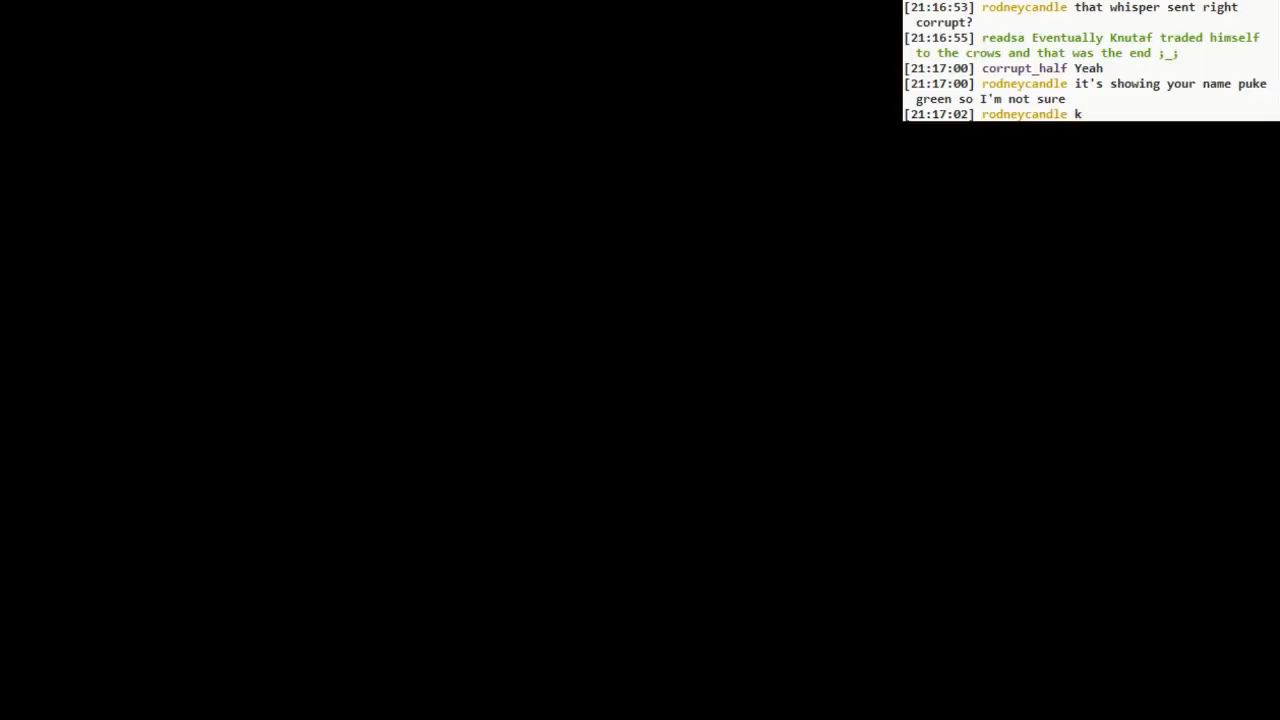 [21:16:53] rodneycandle that whisper sent right
corrupt?
[21:16:55] readsa Eventually Knutaf traded himself
to the crows and that was the end ;_;
[21:17:00] corrupt_half Yeah
[21:17:00] rodneycandle it's showing your name puke
green so I'm not sure
[21:17:02] rodneycandle k